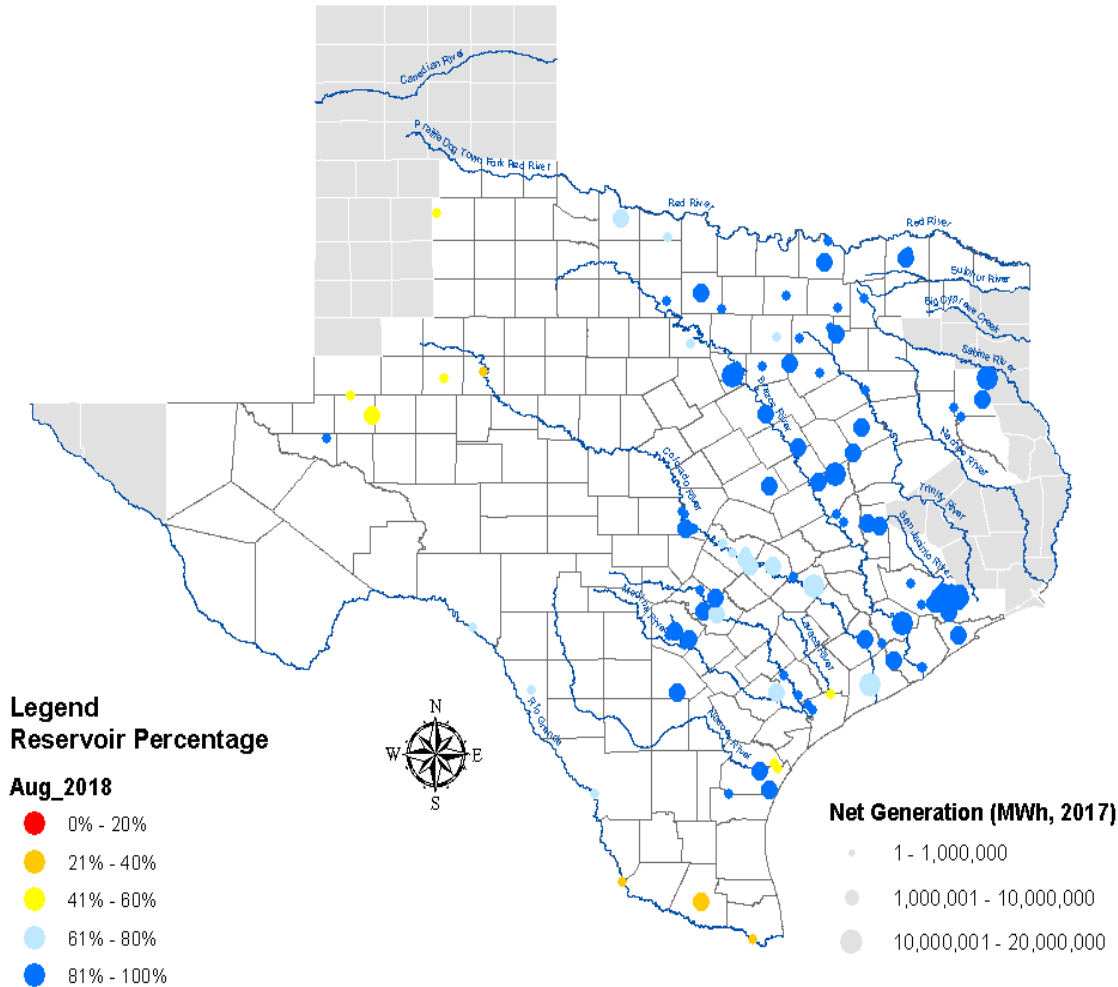 Canadian River
Prairie Dog Town Fork Red River
Red River
Red River
Sulphur River
Big Cypress Creek
Sabine River
Brazos River
Neches River
Colorado River
Trinity River
San Jacinto River
Medina River
Lavaca River
Rio Grande
Nueces River
Legend
Reservoir Percentage
Aug_2018
0% - 20%
21% - 40%
41% - 60%
61% - 80%
81% - 100%
N
W
E
S
Net Generation (MWh, 2017)
1 - 1,000,000
1,000,001 - 10,000,000
10,000,001 - 20,000,000